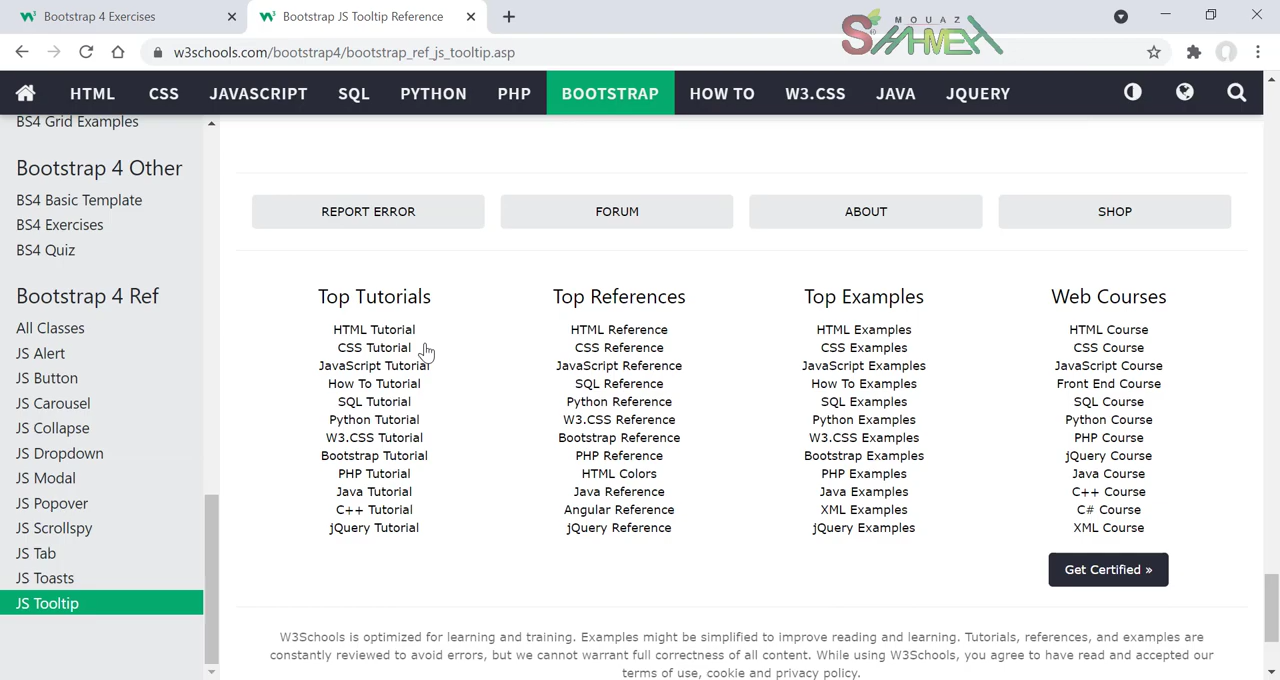 Bootstrap 4 Exercises
Bootstrap JS Tooltip Reference
MOUAZ
SHAHMEH
w3schools.com/bootstrap4/bootstrap_ref_js_tooltip.asp
HTML CSS JAVASCRIPT SQL PYTHON PHP BOOTSTRAP HOW TO W3.CSS JAVA JQUERY
BS4 Grid Examples
Bootstrap 4 Other
BS4 Basic Template
BS4 Exercises
BS4 Quiz
Bootstrap 4 Ref
All Classes
JS Alert
JS Button
JS Carousel
JS Collapse
JS Dropdown
JS Modal
JS Popover
JS Scrollspy
JS Tab
JS Toasts
JS Tooltip
REPORT ERROR FORUM ABOUT SHOP
Top Tutorials
HTML Tutorial
CSS Tutorial
JavaScript Tutorial
How To Tutorial
SQL Tutorial
Python Tutorial
W3.CSS Tutorial
Bootstrap Tutorial
PHP Tutorial
Java Tutorial
C++ Tutorial
jQuery Tutorial
Top References
HTML Reference
CSS Reference
JavaScript Reference
SQL Reference
Python Reference
W3.CSS Reference
Bootstrap Reference
PHP Reference
HTML Colors
Java Reference
Angular Reference
jQuery Reference
Top Examples
HTML Examples
CSS Examples
JavaScript Examples
How To Examples
SQL Examples
Python Examples
W3.CSS Examples
Bootstrap Examples
PHP Examples
Java Examples
XML Examples
jQuery Examples
Web Courses
HTML Course
CSS Course
JavaScript Course
Front End Course
SQL Course
Python Course
PHP Course
jQuery Course
Java Course
C++ Course
C# Course
XML Course
Get Certified »
W3Schools is optimized for learning and training. Examples might be simplified to improve reading and learning. Tutorials, references, and examples are
constantly reviewed to avoid errors, but we cannot warrant full correctness of all content. While using W3Schools, you agree to have read and accepted our
terms of use, cookie and privacy policy.